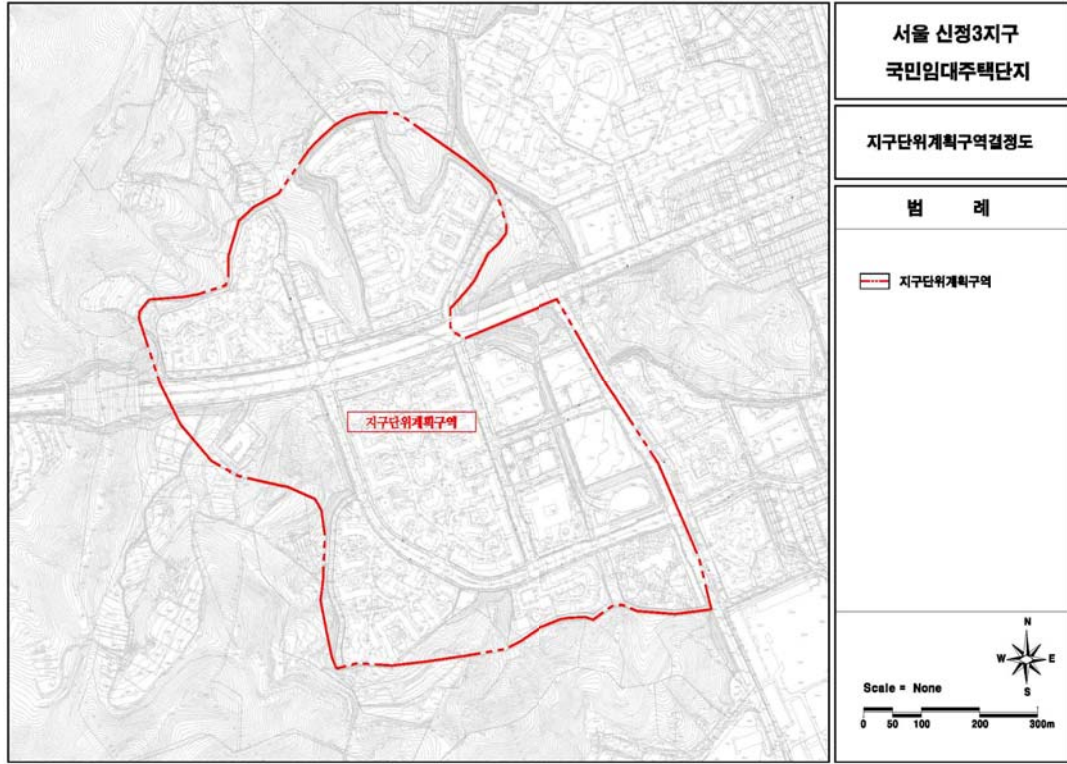 서울 신정3지구
국민임대주택단지
지구단위계획구역결정도
범 례
지구단위계획구역
지구단위계획구역
N
W E
S
Scale = None
0 50 100 200 300m